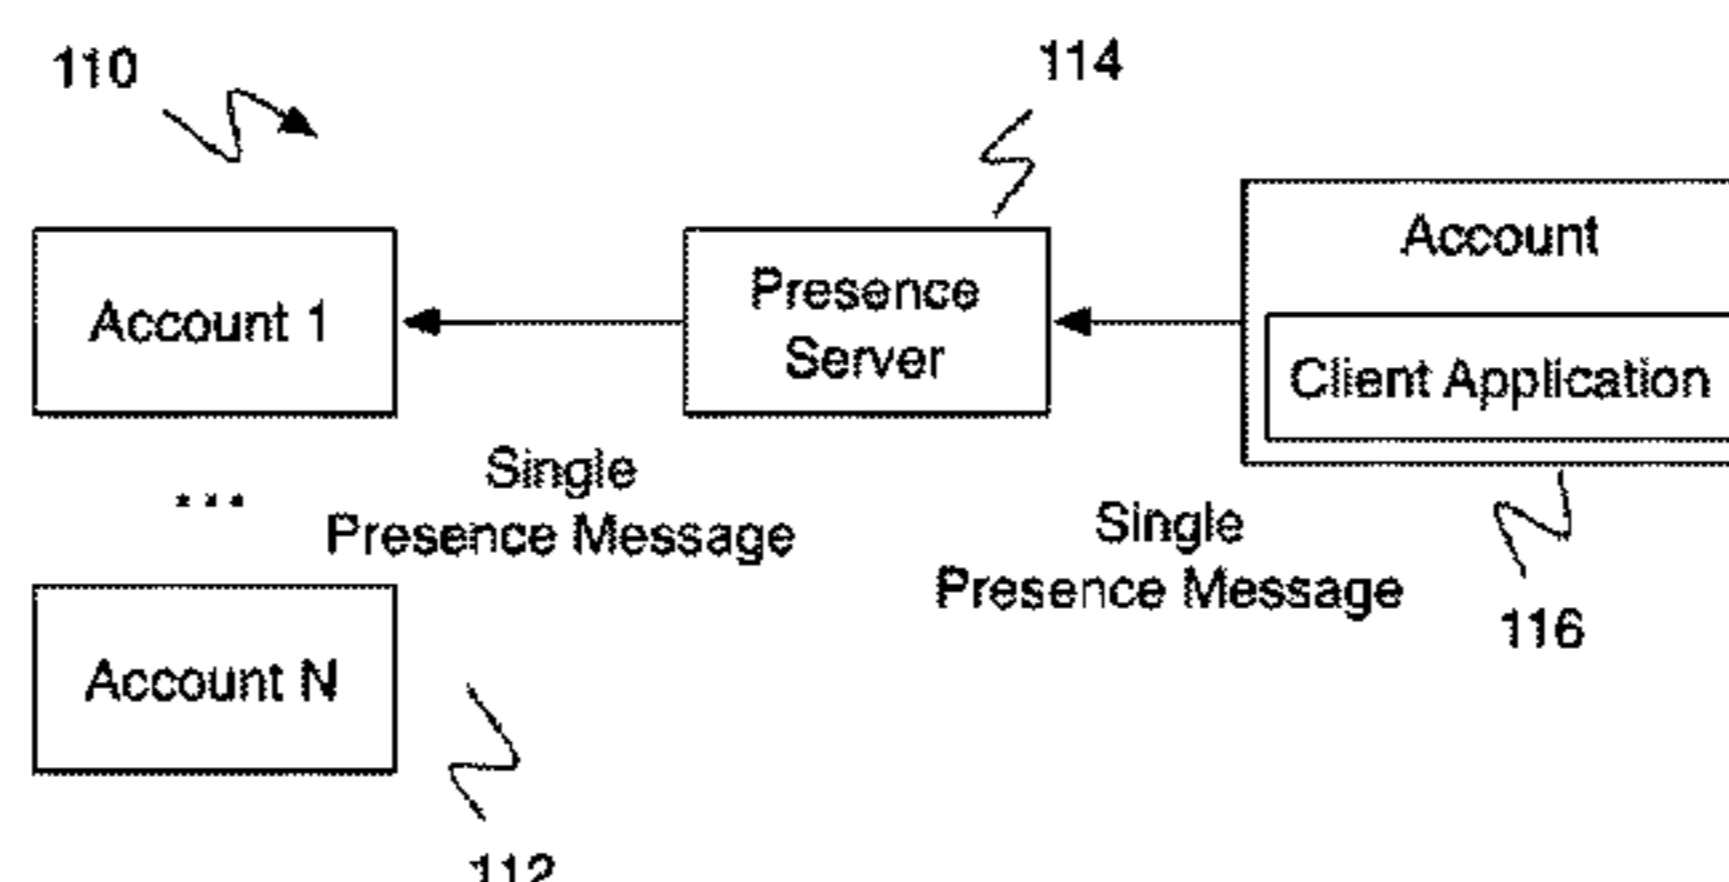 110
114
Account
Account 1
Presence
Server
Client Application
...
Single
Presence Message
Single
Presence Message
116
Account N
112